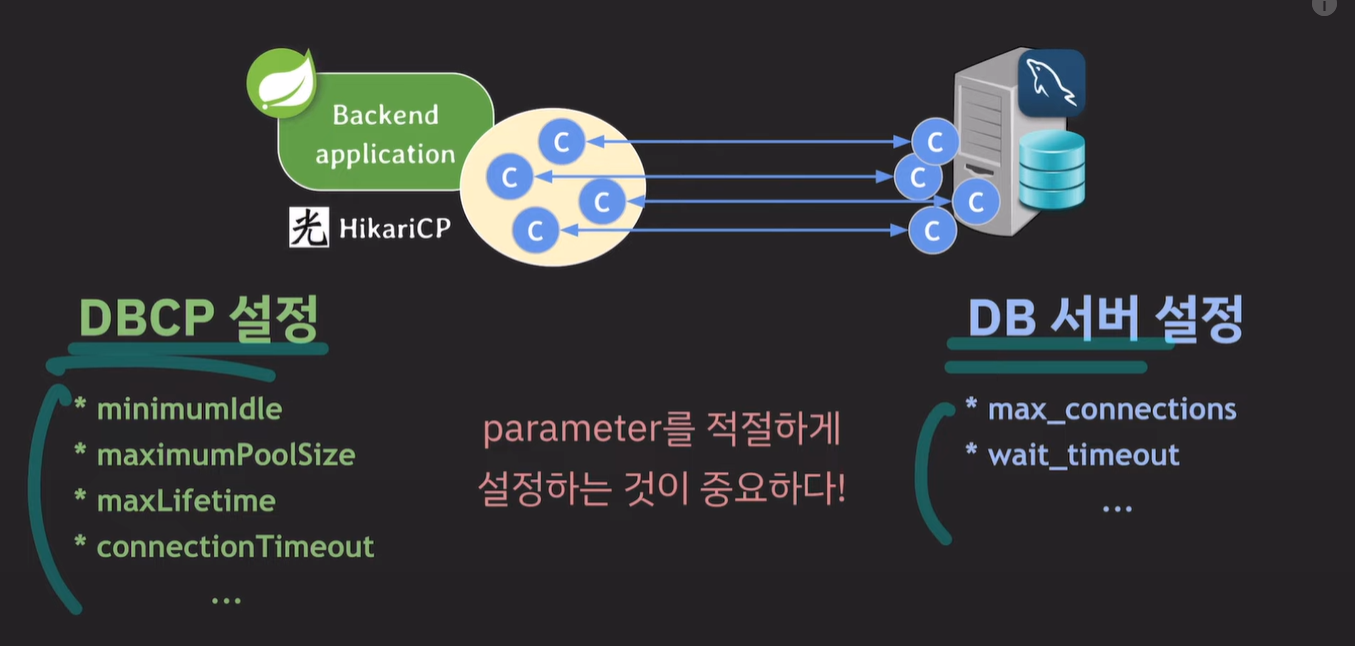 Backend
application
C
C
C
C
C
C
C
C
光 HikariCP
DBCP 설정
* minimumIdle
* maximumPoolSize
* maxLifetime
* connectionTimeout
...
parameter를 적절하게
설정하는 것이 중요하다!
DB 서버 설정
* max_connections
* wait_timeout
...